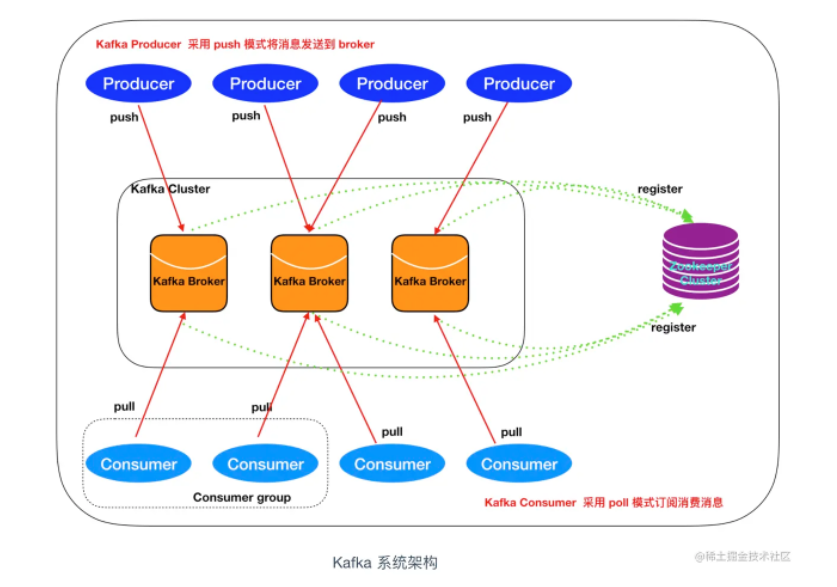 Kafka Producer 采用 push 模式将消息发送到 broker
Producer
Producer
Producer
Producer
push
push
push
push
Kafka Cluster
register
Kafka Broker
Kafka Broker
Kafka Broker
Zookeeper
Cluster
register
pull
pull
pull
pull
Consumer
Consumer
Consumer
Consumer
Consumer group
Kafka Consumer 采用 poll 模式订阅消费消息
Kafka 系统架构
@稀土掘金技术社区